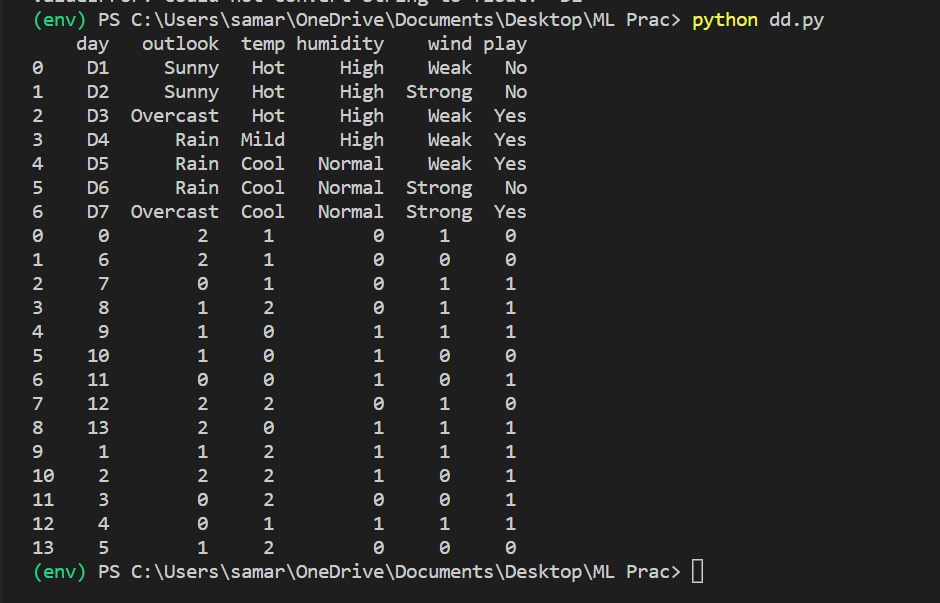 ValueError: could not convert string to float: 'D1'
(env) PS C:\Users\samar\OneDrive\Documents\Desktop\ML Prac> python dd.py
day outlook temp humidity wind play
0 D1 Sunny Hot High Weak No
1 D2 Sunny Hot High Strong No
2 D3 Overcast Hot High Weak Yes
3 D4 Rain Mild High Weak Yes
4 D5 Rain Cool Normal Weak Yes
5 D6 Rain Cool Normal Strong No
6 D7 Overcast Cool Normal Strong Yes
0 0 2 1 0 1 0
1 6 2 1 0 0 0
2 7 0 1 0 1 1
3 8 1 2 0 1 1
4 9 1 0 1 1 1
5 10 1 0 1 0 0
6 11 0 0 1 0 1
7 12 2 2 0 1 0
8 13 2 0 1 1 1
9 1 1 2 1 1 1
10 2 2 2 1 0 1
11 3 0 2 0 0 1
12 4 0 1 1 1 1
13 5 1 2 0 0 0
(env) PS C:\Users\samar\OneDrive\Documents\Desktop\ML Prac>